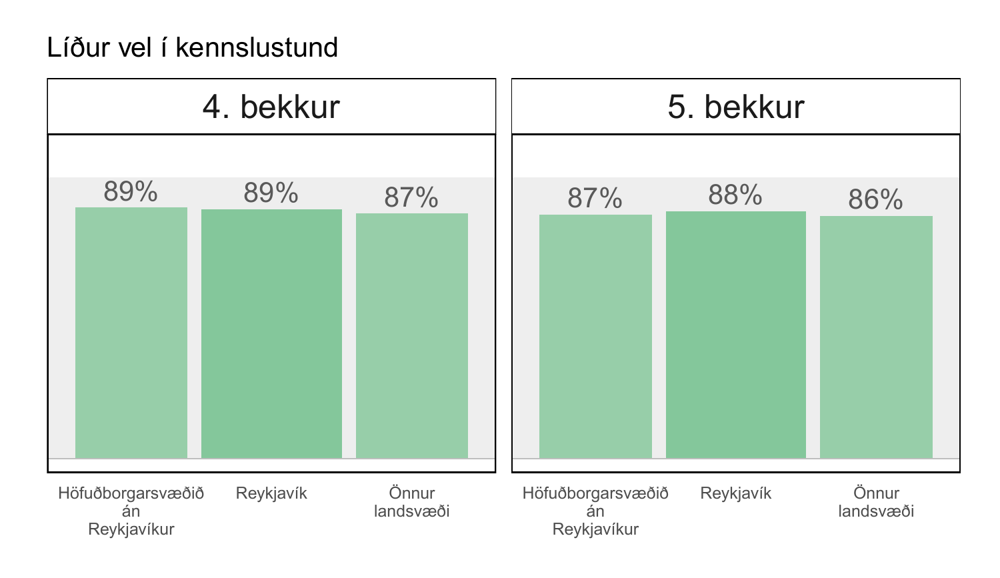 Líður vel í kennslustund
4. bekkur
89%
89%
87%
Höfuðborgarsvæðið
án
Reykjavíkur
Reykjavík
Önnur
landsvæði
5. bekkur
87%
88%
86%
Höfuðborgarsvæðið
án
Reykjavíkur
Reykjavík
Önnur
landsvæði